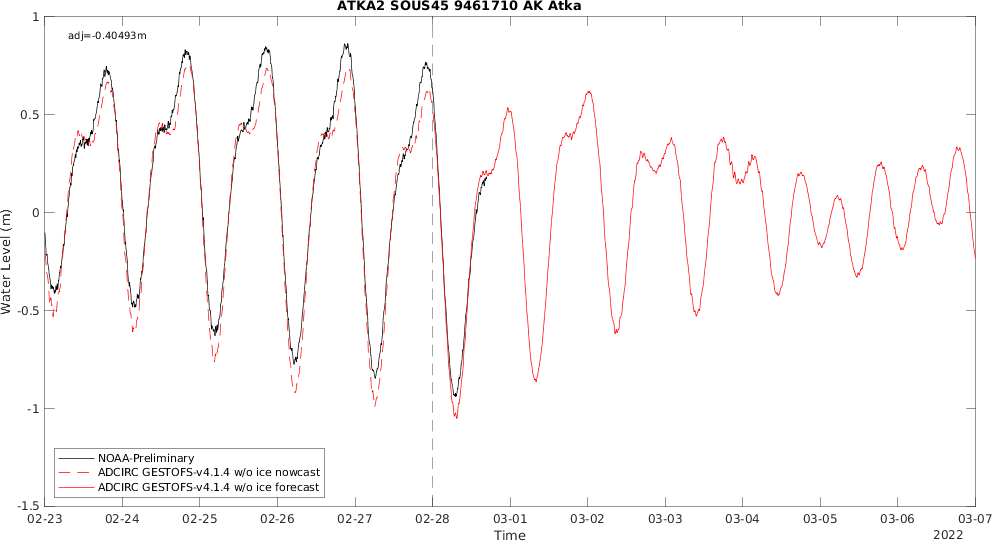 ATKA2 SOUS45 9461710 AK Atka
adj=-0.40493m
1
0.5
0
-0.5
-1
-1.5
Water Level (m)
NOAA-Preliminary
ADCIRC GESTOFS-v4.1.4 w/o ice nowcast
ADCIRC GESTOFS-v4.1.4 w/o ice forecast
02-23 02-24 02-25 02-26 02-27 02-28 03-01 03-02 03-03 03-04 03-05 03-06 03-07
Time
2022